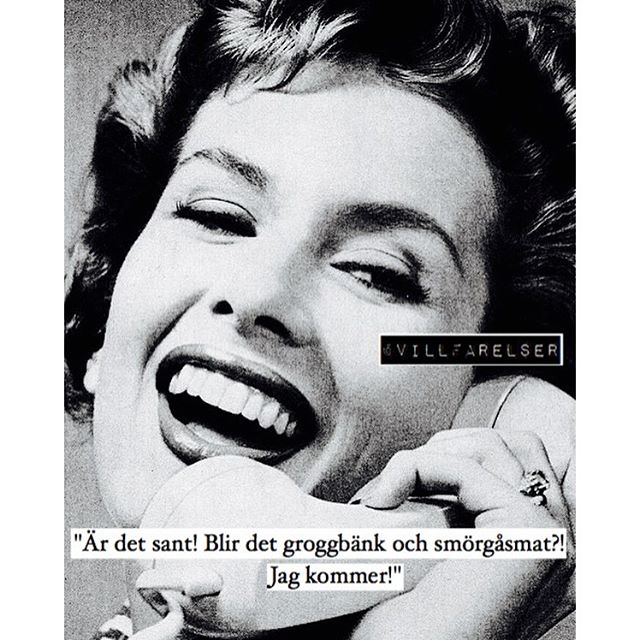 @VILLFARELSER
"Är det sant! Blir det groggbänk och smörgåsmat?!
Jag kommer!"